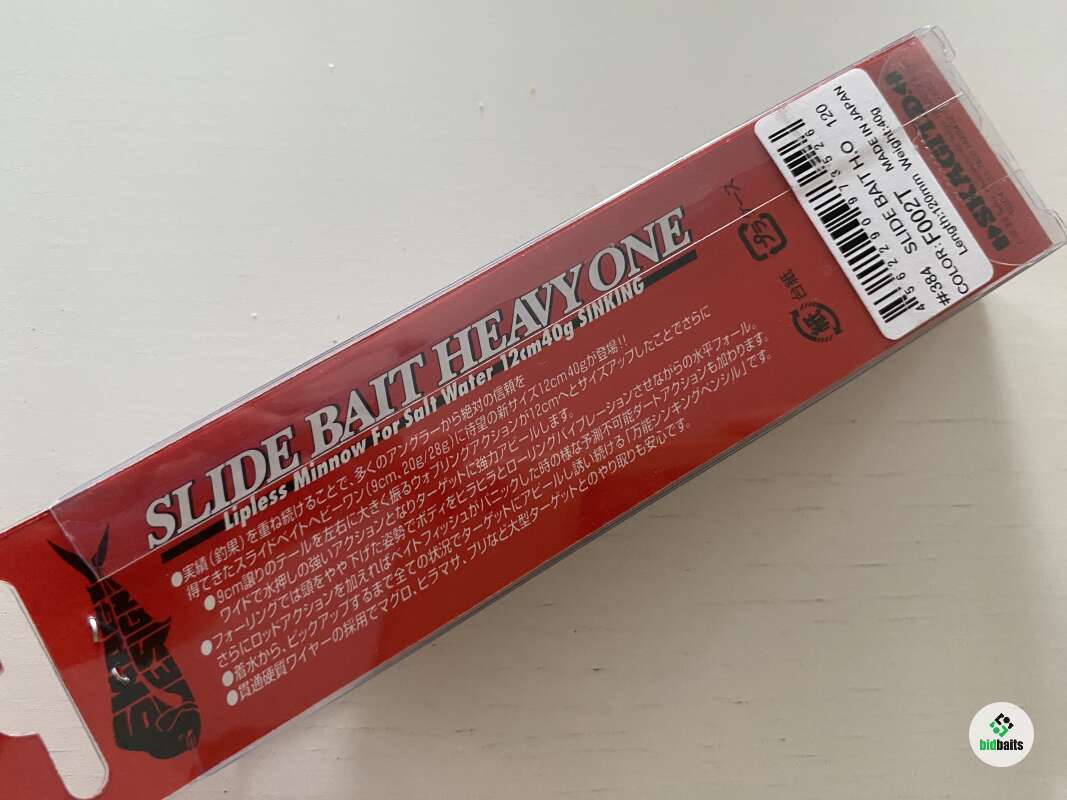 SLIDE BAIT HEAVY ONE
Lipless Minnow For Salt Water 12cm40g SINKING
●実績(釣果)を重ね続けることで、多くのアングラーから絶対の信頼を
得てきたスライドベイトヘビーワン(9cm、20g/28g)に待望の新サイズ12cm40gが登場!!
●9cm譲りのテールを左右に大きく振るウォブリングアクションが12cmへとサイズアップしたことでさらに
ワイドで水押しの強いアクションとなりターゲットに強力アピールします。
●フォーリングでは頭をやや下げた姿勢でボディをヒラヒラとローリングバイブレーションさせながらの水平フォール。
さらにロッドアクションを加えればベイトフィッシュがパニックした時の様な予測不可能ダートアクションも加わります。
●着水から、ピックアップするまで全ての状況でターゲットにアピールし誘い続ける「万能シンキングペンシル」です。
●貫通硬質ワイヤーの採用でマグロ、ヒラマサ、ブリなど大型ターゲットとのやり取りも安心です。
SKAGIT DESIGN
プラ
ケース
紙
台紙
4 562290 973526
#384 SLIDE BAIT H.O 120
COLOR:F002T MADE IN JAPAN
Length:120mm Weight:40g
SKAGIT D
bidbaits